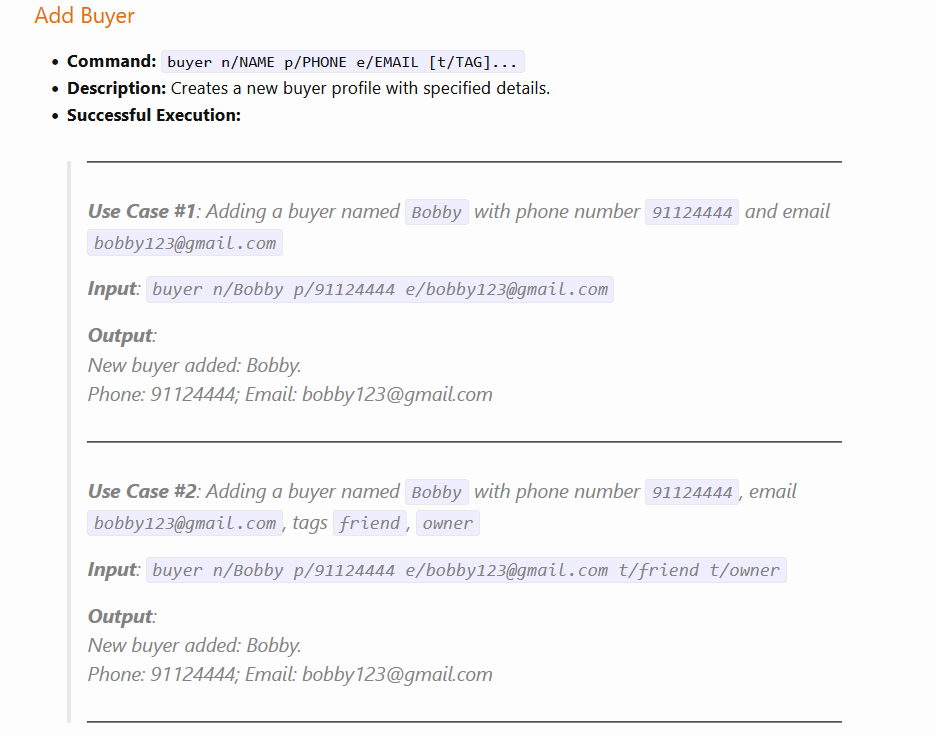 Add Buyer
• Command: buyer n/NAME p/PHONE e/EMAIL [t/TAG]...
• Description: Creates a new buyer profile with specified details.
• Successful Execution:
Use Case #1: Adding a buyer named Bobby with phone number 91124444 and email
bobby123@gmail.com
Input: buyer n/Bobby p/91124444 e/bobby123@gmail.com
Output:
New buyer added: Bobby.
Phone: 91124444; Email: bobby123@gmail.com
Use Case #2: Adding a buyer named Bobby with phone number 91124444, email
bobby123@gmail.com, tags friend, owner
Input: buyer n/Bobby p/91124444 e/bobby123@gmail.com t/friend t/owner
Output:
New buyer added: Bobby.
Phone: 91124444; Email: bobby123@gmail.com